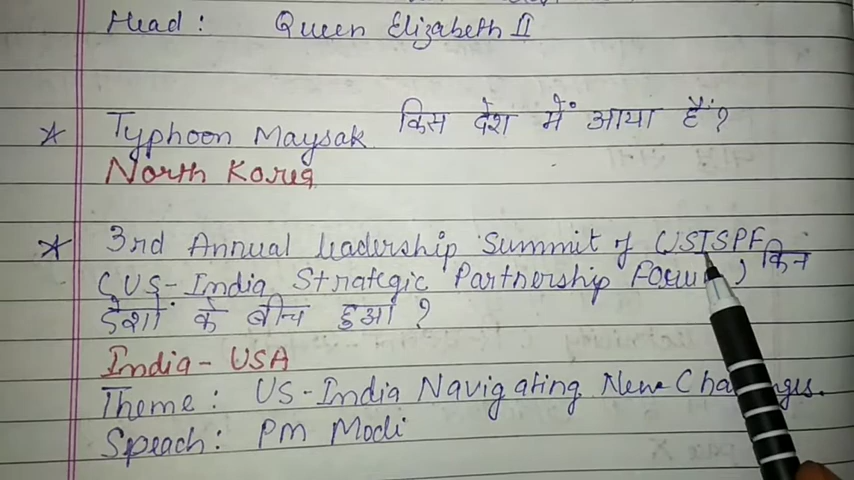 Head: Queen Elizabeth II
* Typhoon Maysak किस देश में आया हैं?
North Korea
* 3rd Annual leadership Summit of USISPF किन
(US-India Strategic Partnership Forum)
देशों के बीच हुआ ?
India - USA
Theme: US-India Navigating New Challenges.
Speach: PM Modi